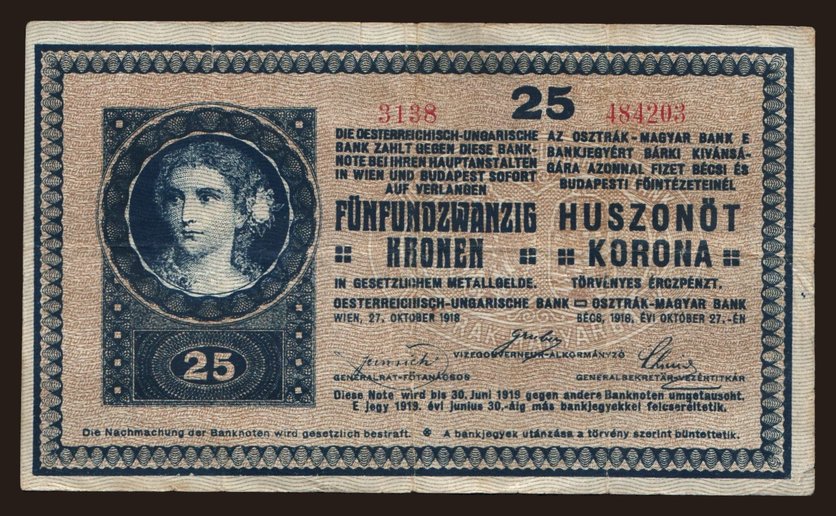 3138 25 484203
DIE OESTERREICHISCH-UNGARISCHE
BANK ZAHLT GEGEN DIESE BANK-
NOTE BEI IHREN HAUPTANSTALTEN
IN WIEN UND BUDAPEST SOFORT
AUF VERLANGEN
FÜNFUNDZWANZIG
KRONEN
IN GESETZLICHEM METALLGELDE.
OESTERREICHISCH-UNGARISCHE BANK
WIEN, 27. OKTOBER 1918
AZ OSZTRÁK-MAGYAR BANK E
BANKJEGYÉRT BÁRKI KIVÁNSÁ-
GÁRA AZONNAL FIZET BÉCSI ÉS
BUDAPESTI FŐINTÉZETEINÉL
HUSZONÖT
KORONA
TÖRVÉNYES ÉRCZPÉNZT.
OSZTRÁK-MAGYAR BANK
BÉCS, 1918. ÉVI OKTÓBER 27.-ÉN
25
VIZEGOUVERNEUR-ALKORMÁNYZÓ
GENERALRAT-FŐTANÁCSOS
GENERALSEKRETÄR-VEZÉRTITKÁR
Diese Note wird bis 30. Juni 1919 gegen andere Banknoten umgetauscht.
E jegy 1919. évi junius 30.-áig más bankjegyekkel felcseréltetik.
Die Nachmachung der Banknoten wird gesetzlich bestraft. A bankjegyek utánzása a törvény szerint büntettetik.